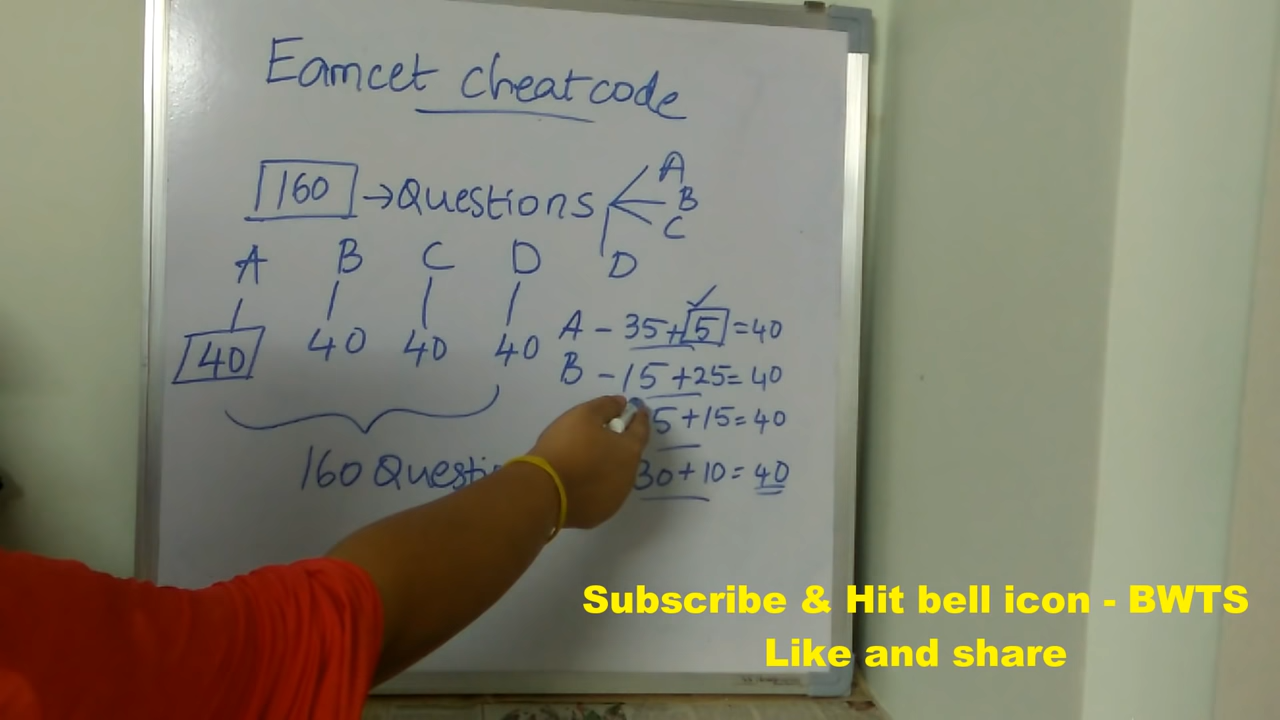 Eamcet cheatcode
160 → Questions
A
B
C
D
A B C D
40 40 40 40
160 Questi
A - 35+5 = 40
B - 15 + 25 = 40
5 + 15 = 40
30 + 10 = 40
Subscribe & Hit bell icon - BWTS
Like and share